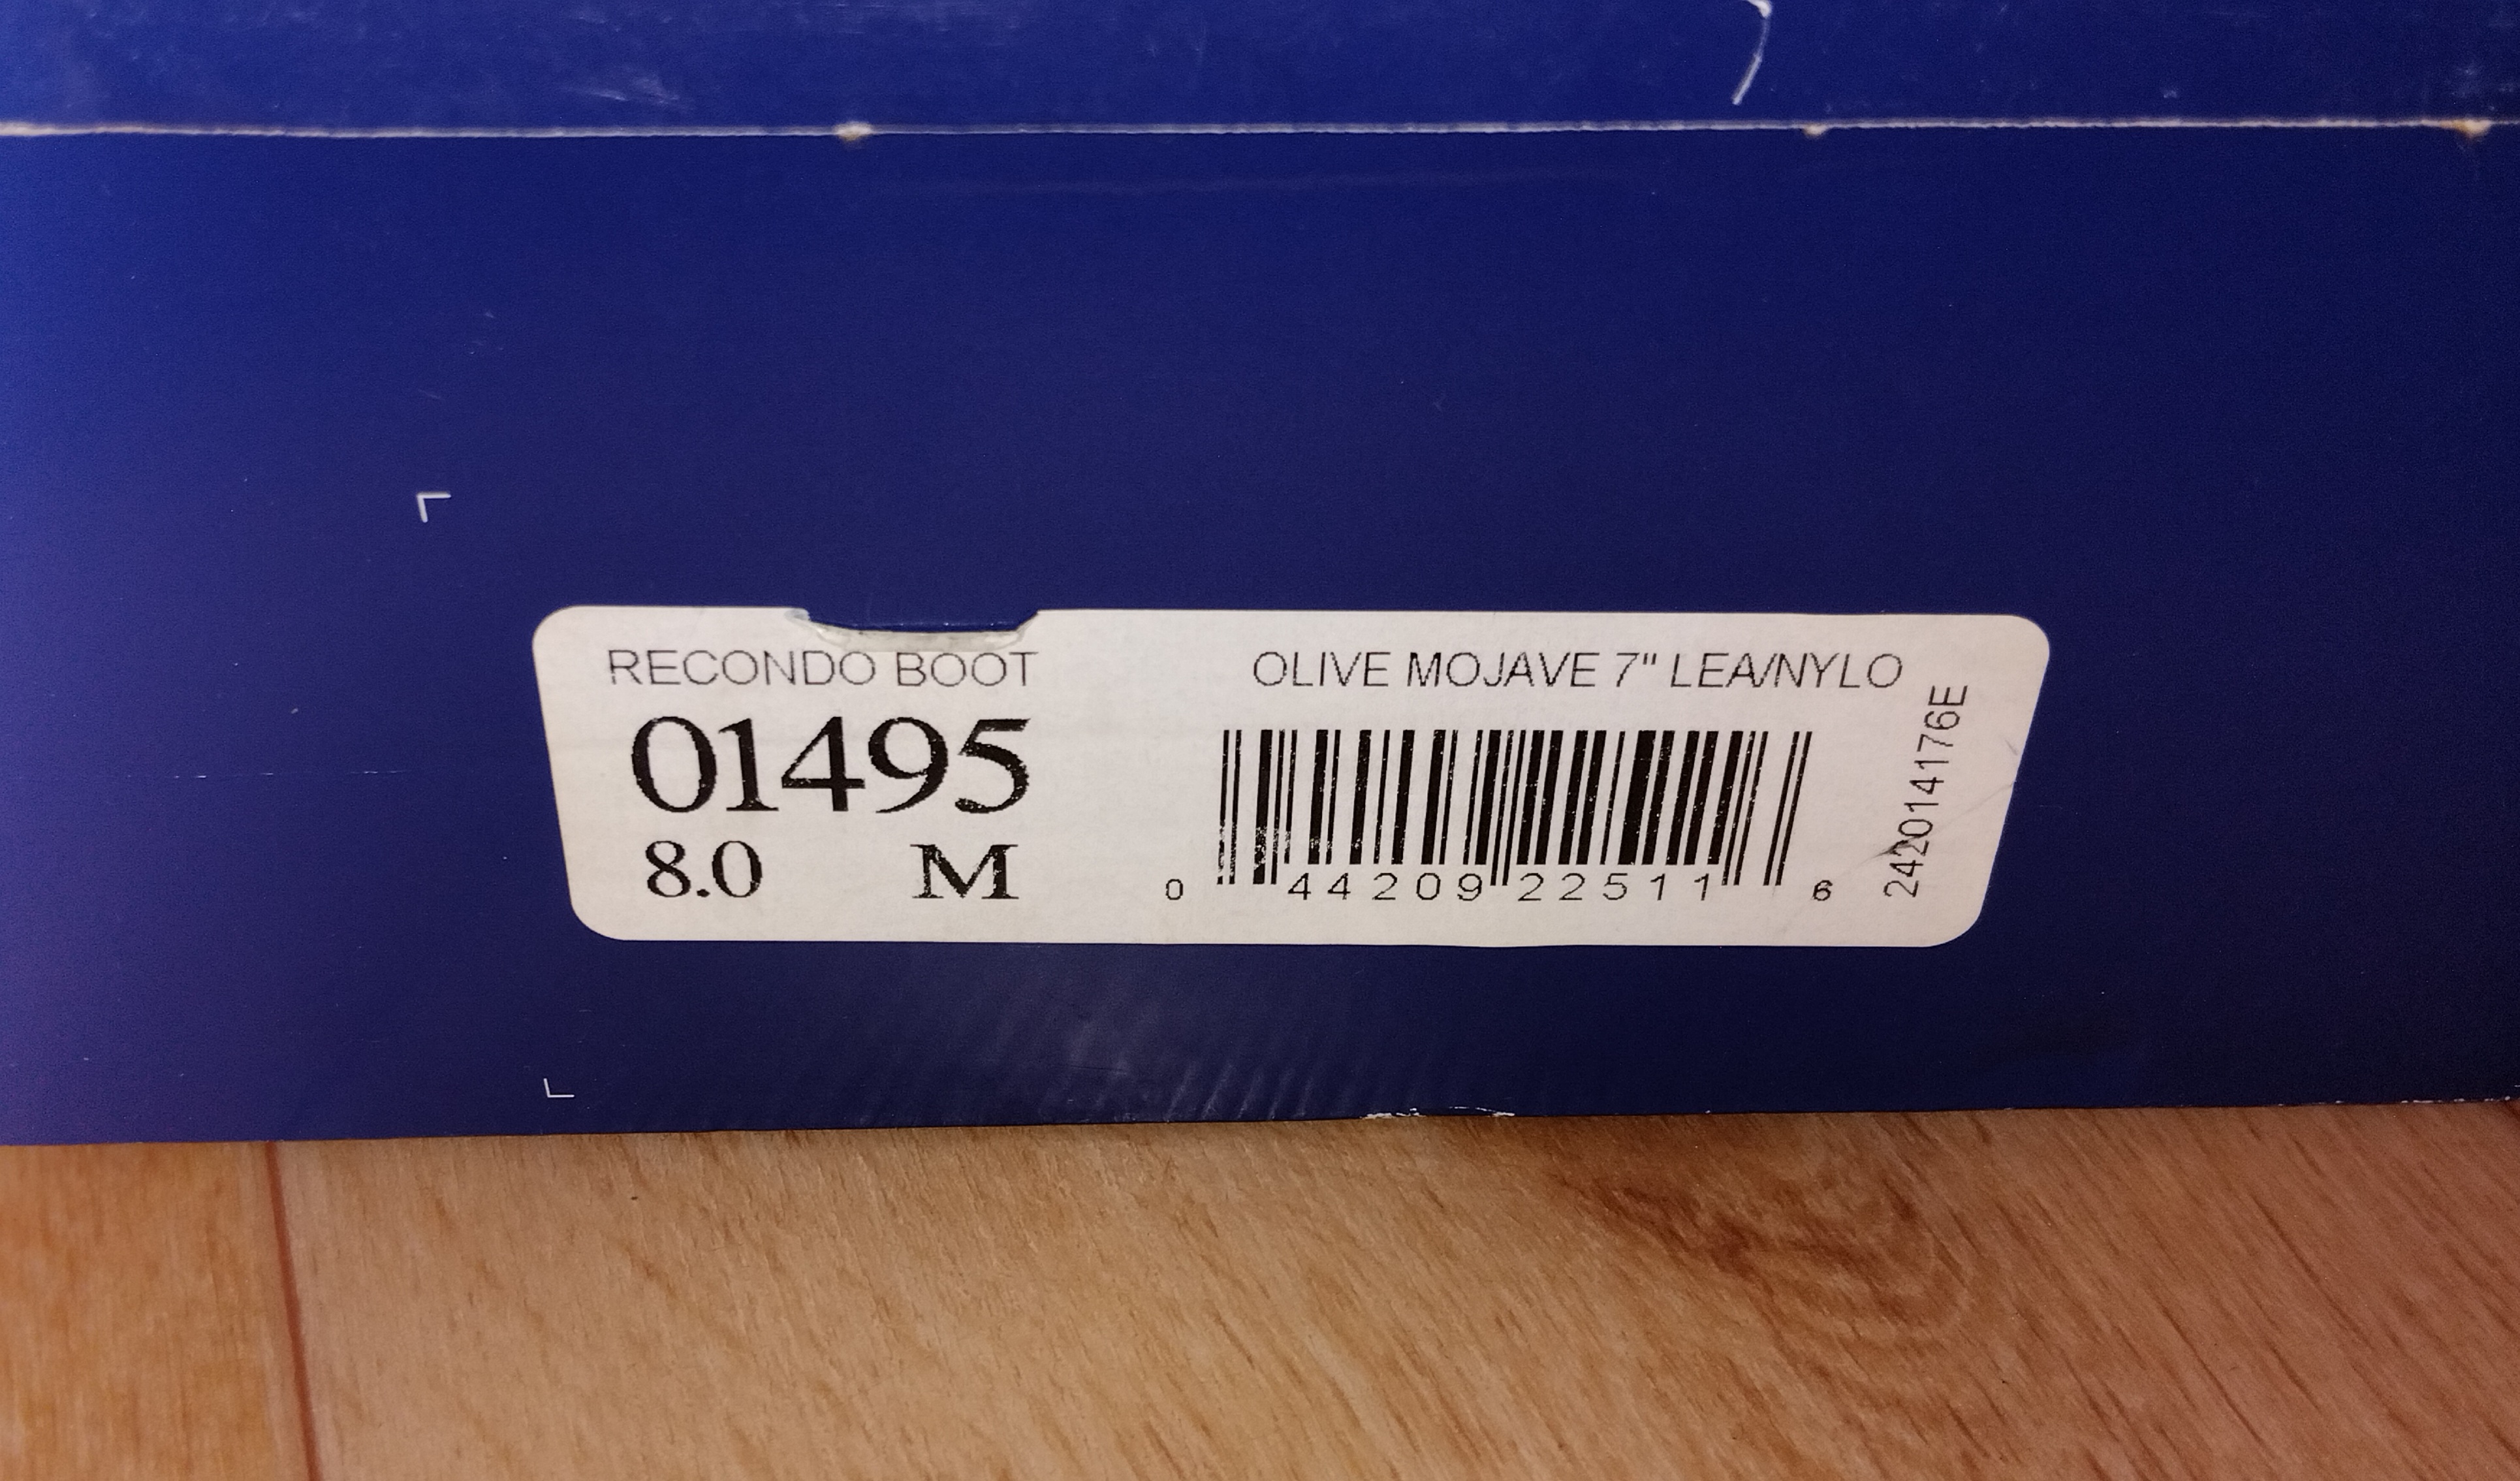 RECONDO BOOT
OLIVE MOJAVE 7" LEA/NYLO
01495
8.0 M
0 44209 22511 6
242014176E